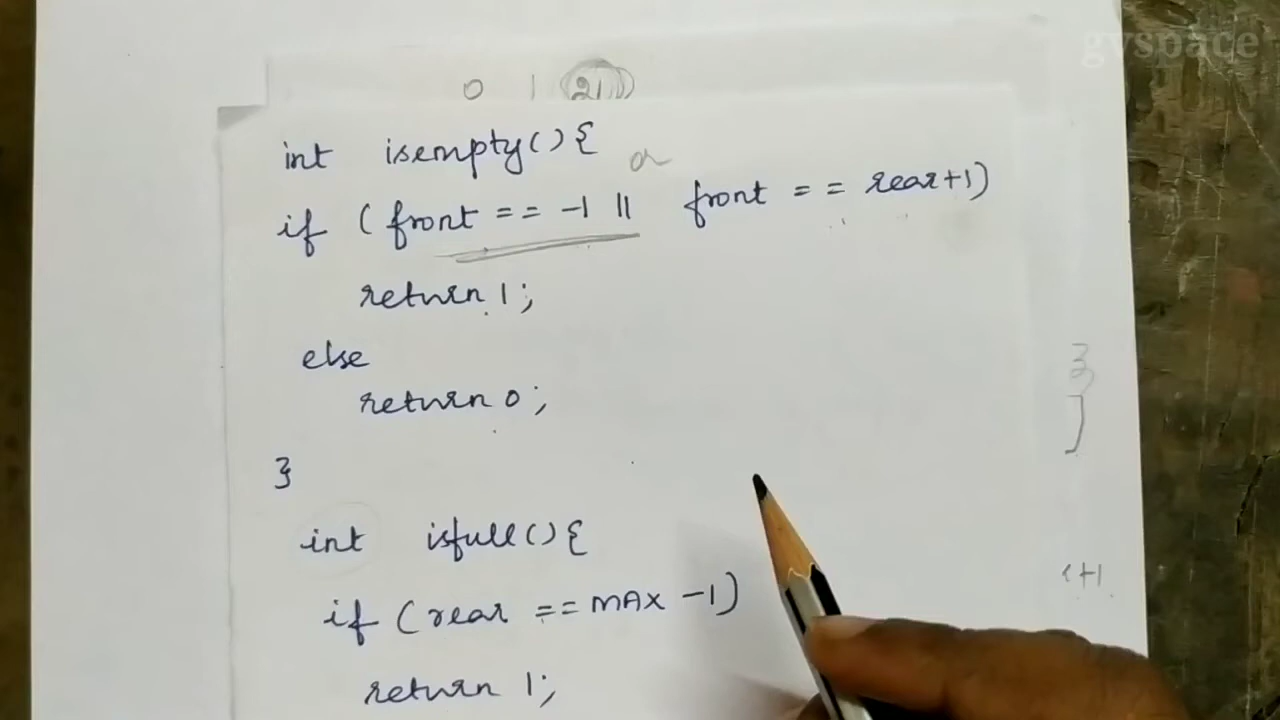 gvspace
0 1 2
int isempty(){
or
if (front == -1 || front == rear+1)
return 1;
else
return 0;
}
int isfull(){
if (rear == MAX -1)
return 1;